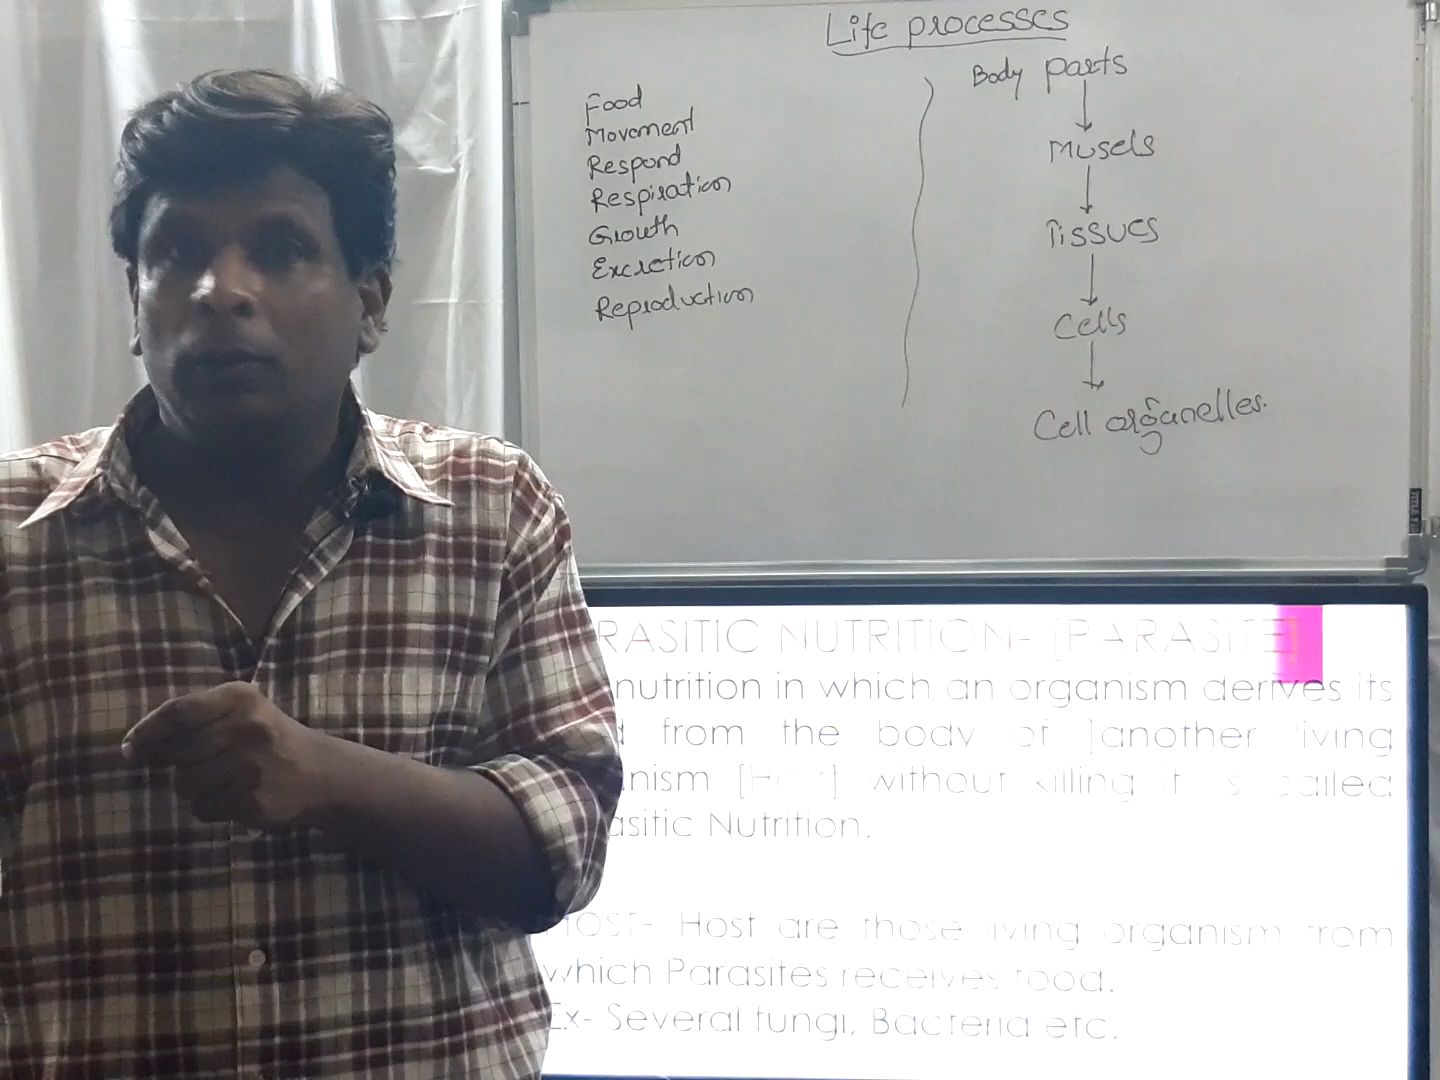 Life processes
Food
Movement
Respond
Respiration
Growth
Excretion
Reproduction
Body parts
Musels
Tissues
Cells
Cell organelles.
RASITIC NUTRITION- [PARASITE]
nutrition in which an organism derives its
from the body of [another living
nism [Host] without killing it is called
asitic Nutrition.
HOST- Host are those living organism from
which Parasites receives food.
Ex- Several fungi, Bacteria etc.